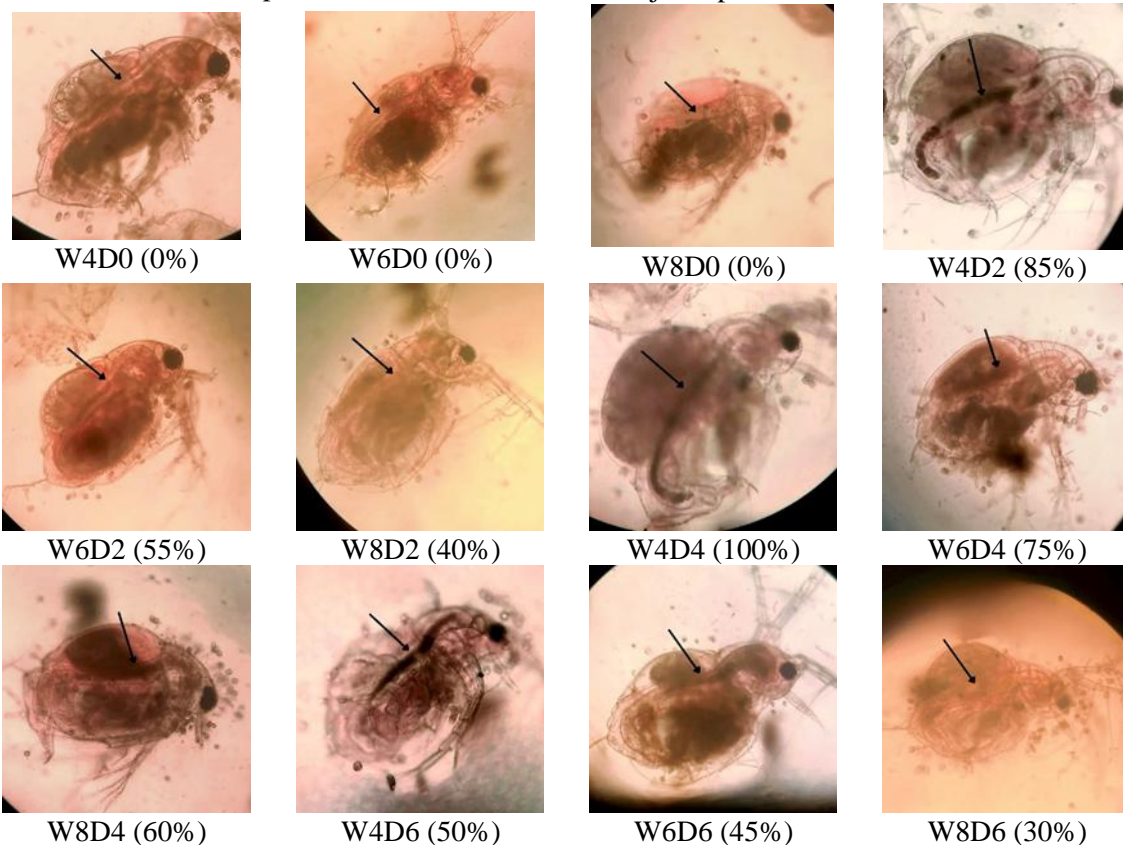 W4D0 (0%)
W6D0 (0%)
W8D0 (0%)
W4D2 (85%)
W6D2 (55%)
W8D2 (40%)
W4D4 (100%)
W6D4 (75%)
W8D4 (60%)
W4D6 (50%)
W6D6 (45%)
W8D6 (30%)